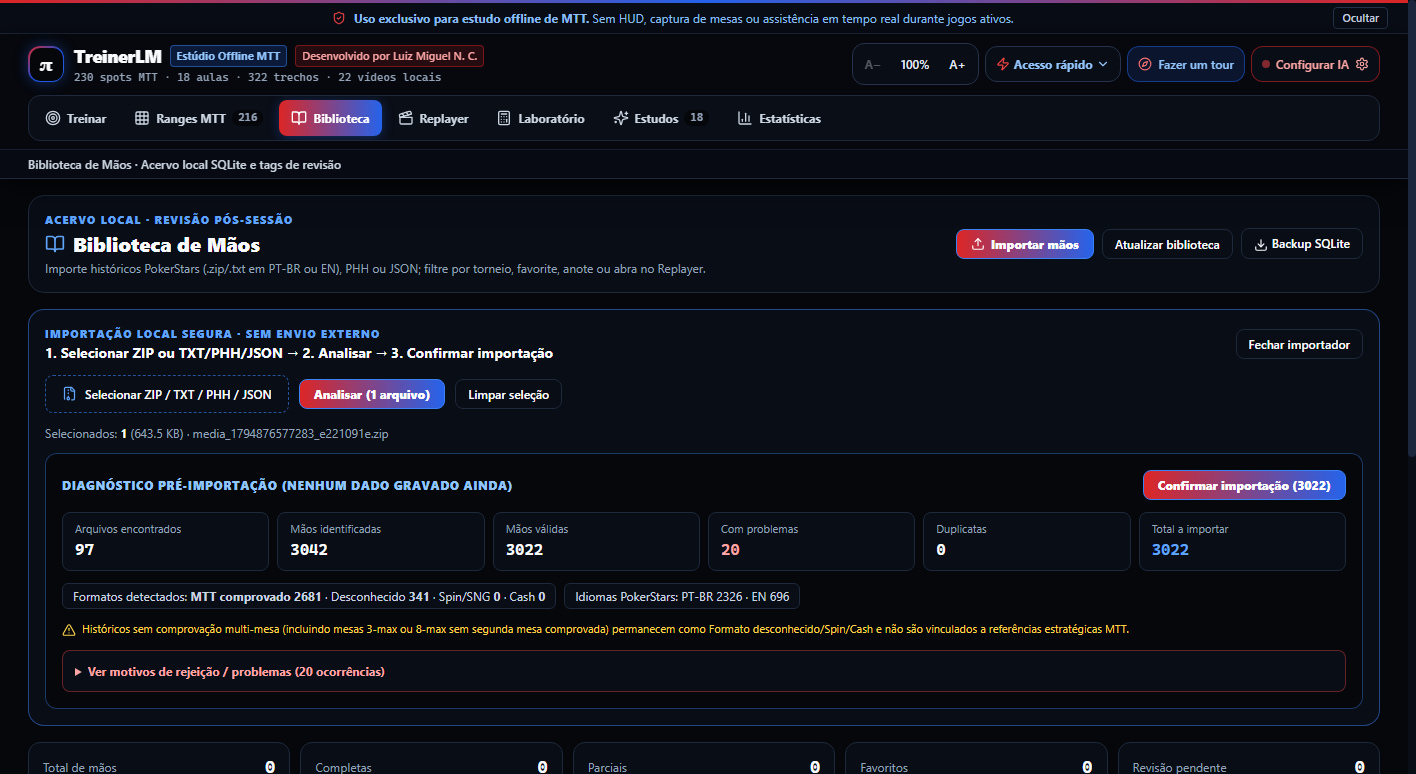 Uso exclusivo para estudo offline de MTT. Sem HUD, captura de mesas ou assistência em tempo real durante jogos ativos.
Ocultar
π
TreinerLM
Estúdio Offline MTT
Desenvolvido por Luiz Miguel N. C.
230 spots MTT · 18 aulas · 322 trechos · 22 vídeos locais
A−
100%
A+
Acesso rápido
Fazer um tour
Configurar IA
Treinar
Ranges MTT 216
Biblioteca
Replayer
Laboratório
Estudos 18
Estatísticas
Biblioteca de Mãos · Acervo local SQLite e tags de revisão
ACERVO LOCAL · REVISÃO PÓS-SESSÃO
Biblioteca de Mãos
Importe históricos PokerStars (.zip/.txt em PT-BR ou EN), PHH ou JSON; filtre por torneio, favorite, anote ou abra no Replayer.
Importar mãos
Atualizar biblioteca
Backup SQLite
IMPORTAÇÃO LOCAL SEGURA · SEM ENVIO EXTERNO
1. Selecionar ZIP ou TXT/PHH/JSON → 2. Analisar → 3. Confirmar importação
Fechar importador
Selecionar ZIP / TXT / PHH / JSON
Analisar (1 arquivo)
Limpar seleção
Selecionados: 1 (643.5 KB) · media_1794876577283_e221091e.zip
DIAGNÓSTICO PRÉ-IMPORTAÇÃO (NENHUM DADO GRAVADO AINDA)
Confirmar importação (3022)
Arquivos encontrados
97
Mãos identificadas
3042
Mãos válidas
3022
Com problemas
20
Duplicatas
0
Total a importar
3022
Formatos detectados: MTT comprovado 2681 · Desconhecido 341 · Spin/SNG 0 · Cash 0
Idiomas PokerStars: PT-BR 2326 · EN 696
Históricos sem comprovação multi-mesa (incluindo mesas 3-max ou 8-max sem segunda mesa comprovada) permanecem como Formato desconhecido/Spin/Cash e não são vinculados a referências estratégicas MTT.
Ver motivos de rejeição / problemas (20 ocorrências)
Total de mãos 0
Completas 0
Parciais 0
Favoritos 0
Revisão pendente 0